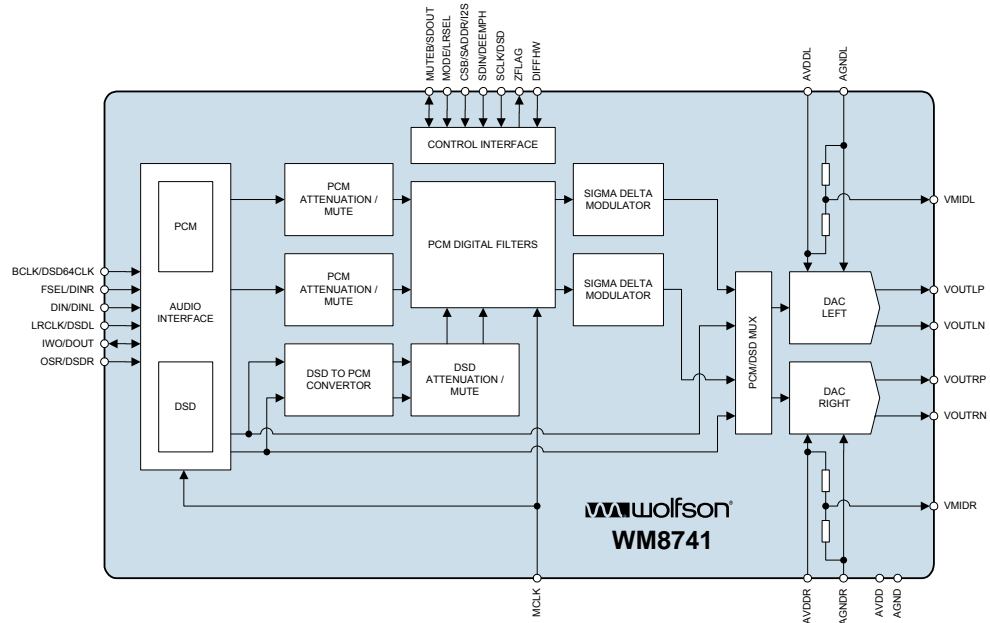 MUTEB/SDOUT
MODE/LRSEL
CSB/SADDR/I2S
SDIN/DEEMPH
SCLK/DSD
ZFLAG
DIFFHW
AVDDL
AGNDL
CONTROL INTERFACE
PCM
PCM
ATTENUATION /
MUTE
PCM DIGITAL FILTERS
SIGMA DELTA
MODULATOR
VMIDL
BCLK/DSD64CLK
FSEL/DINR
DIN/DINL
LRCLK/DSDL
IWO/DOUT
OSR/DSDR
AUDIO
INTERFACE
PCM
ATTENUATION /
MUTE
SIGMA DELTA
MODULATOR
PCM/DSD MUX
DAC
LEFT
VOUTLP
VOUTLN
DSD
DSD TO PCM
CONVERTOR
DSD
ATTENUATION /
MUTE
DAC
RIGHT
VOUTRP
VOUTRN
VMIDR
wolfson®
WM8741
MCLK
AVDDR
AGNDR
AVDD
AGND